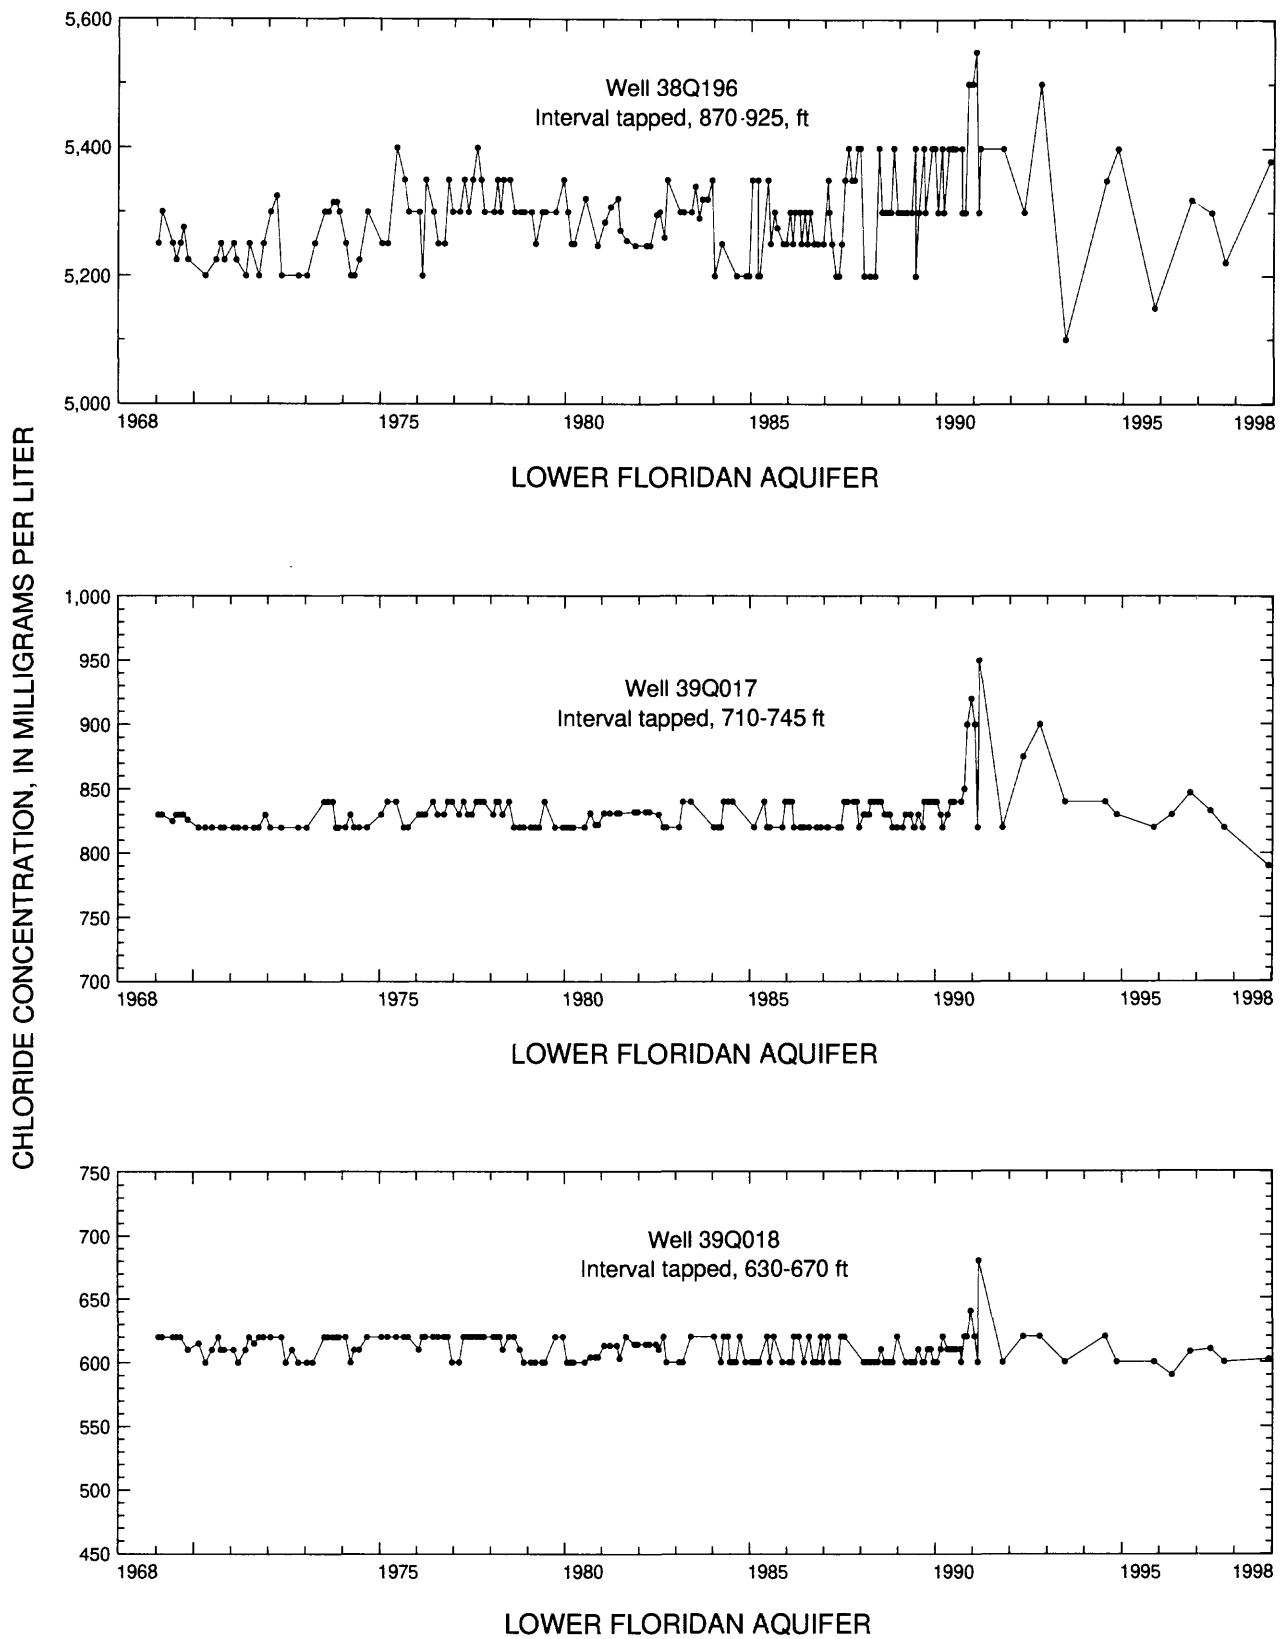 CHLORIDE CONCENTRATION, IN MILLIGRAMS PER LITER
5,600
5,400
5,200
5,000
Well 38Q196
Interval tapped, 870-925, ft
1968 1975 1980 1985 1990 1995 1998
LOWER FLORIDAN AQUIFER
1,000
950
900
850
800
750
700
Well 39Q017
Interval tapped, 710-745 ft
1968 1975 1980 1985 1990 1995 1998
LOWER FLORIDAN AQUIFER
750
700
650
600
550
500
450
Well 39Q018
Interval tapped, 630-670 ft
1968 1975 1980 1985 1990 1995 1998
LOWER FLORIDAN AQUIFER